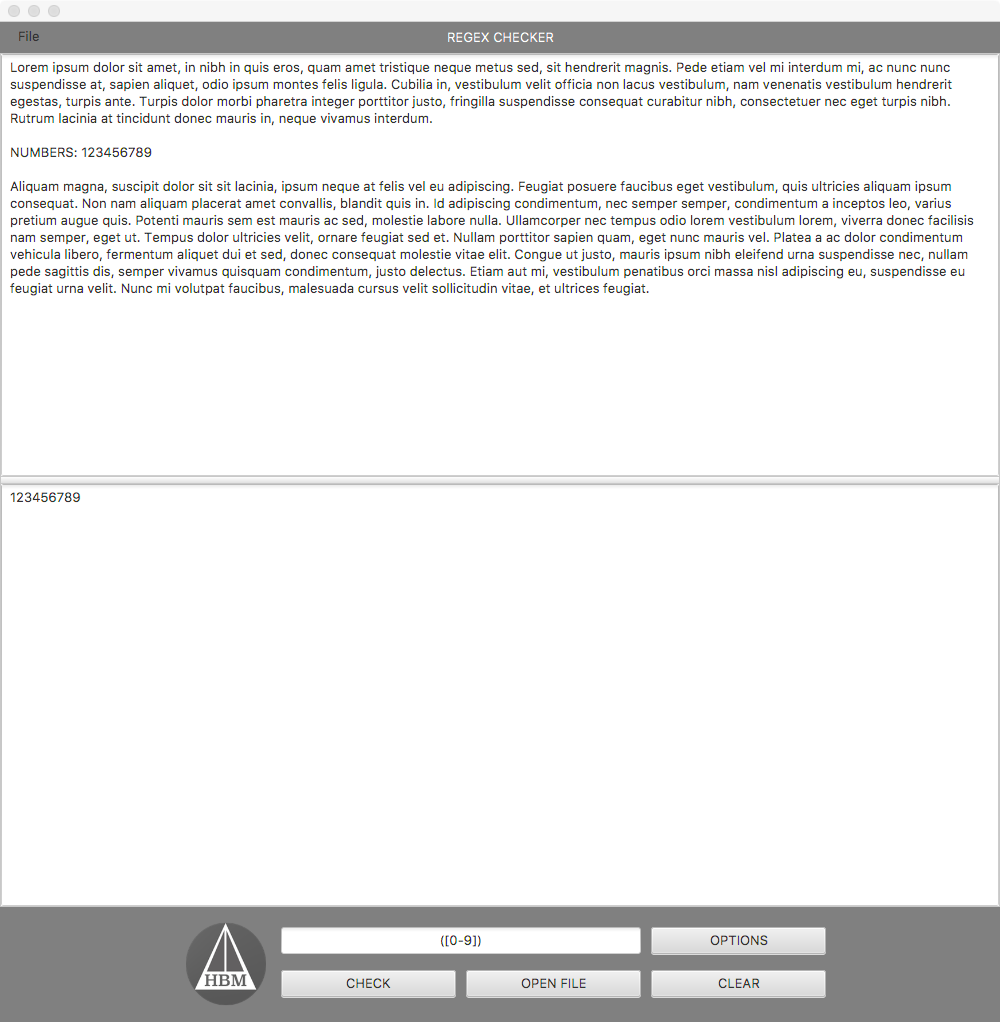 File
REGEX CHECKER
Lorem ipsum dolor sit amet, in nibh in quis eros, quam amet tristique neque metus sed, sit hendrerit magnis. Pede etiam vel mi interdum mi, ac nunc nunc
suspendisse at, sapien aliquet, odio ipsum montes felis ligula. Cubilia in, vestibulum velit officia non lacus vestibulum, nam venenatis vestibulum hendrerit
egestas, turpis ante. Turpis dolor morbi pharetra integer porttitor justo, fringilla suspendisse consequat curabitur nibh, consectetuer nec eget turpis nibh.
Rutrum lacinia at tincidunt donec mauris in, neque vivamus interdum.
NUMBERS: 123456789
Aliquam magna, suscipit dolor sit sit lacinia, ipsum neque at felis vel eu adipiscing. Feugiat posuere faucibus eget vestibulum, quis ultricies aliquam ipsum
consequat. Non nam aliquam placerat amet convallis, blandit quis in. Id adipiscing condimentum, nec semper semper, condimentum a inceptos leo, varius
pretium augue quis. Potenti mauris sem est mauris ac sed, molestie labore nulla. Ullamcorper nec tempus odio lorem vestibulum lorem, viverra donec facilisis
nam semper, eget ut. Tempus dolor ultricies velit, ornare feugiat sed et. Nullam porttitor sapien quam, eget nunc mauris vel. Platea a ac dolor condimentum
vehicula libero, fermentum aliquet dui et sed, donec consequat molestie vitae elit. Congue ut justo, mauris ipsum nibh eleifend urna suspendisse nec, nullam
pede sagittis dis, semper vivamus quisquam condimentum, justo delectus. Etiam aut mi, vestibulum penatibus orci massa nisl adipiscing eu, suspendisse eu
feugiat urna velit. Nunc mi volutpat faucibus, malesuada cursus velit sollicitudin vitae, et ultrices feugiat.
123456789
HBM
([0-9])
OPTIONS
CHECK
OPEN FILE
CLEAR